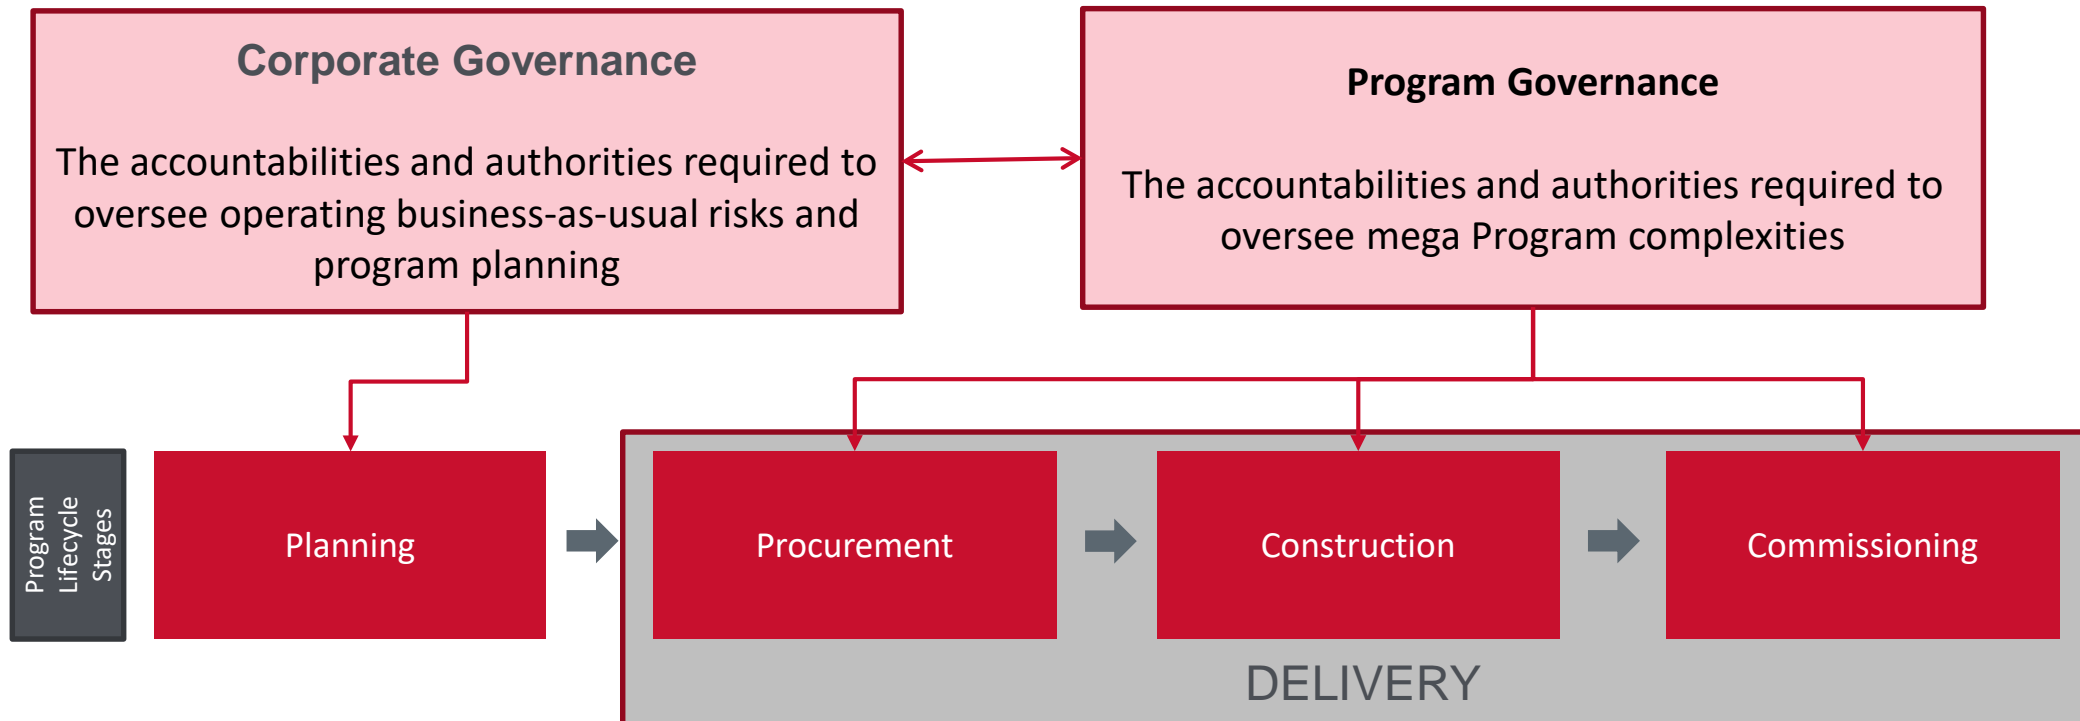 Corporate Governance
The accountabilities and authorities required to
oversee operating business-as-usual risks and
program planning
Program Governance
The accountabilities and authorities required to
oversee mega Program complexities
Program
Lifecycle
Stages
Planning
Procurement
Construction
Commissioning
DELIVERY